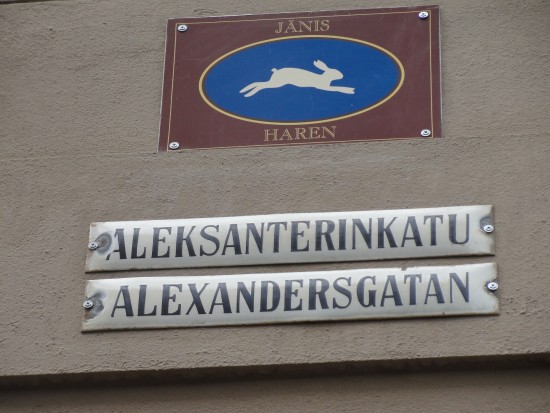 JÄNIS
HAREN
ALEKSANTERINKATU
ALEXANDERSGATAN